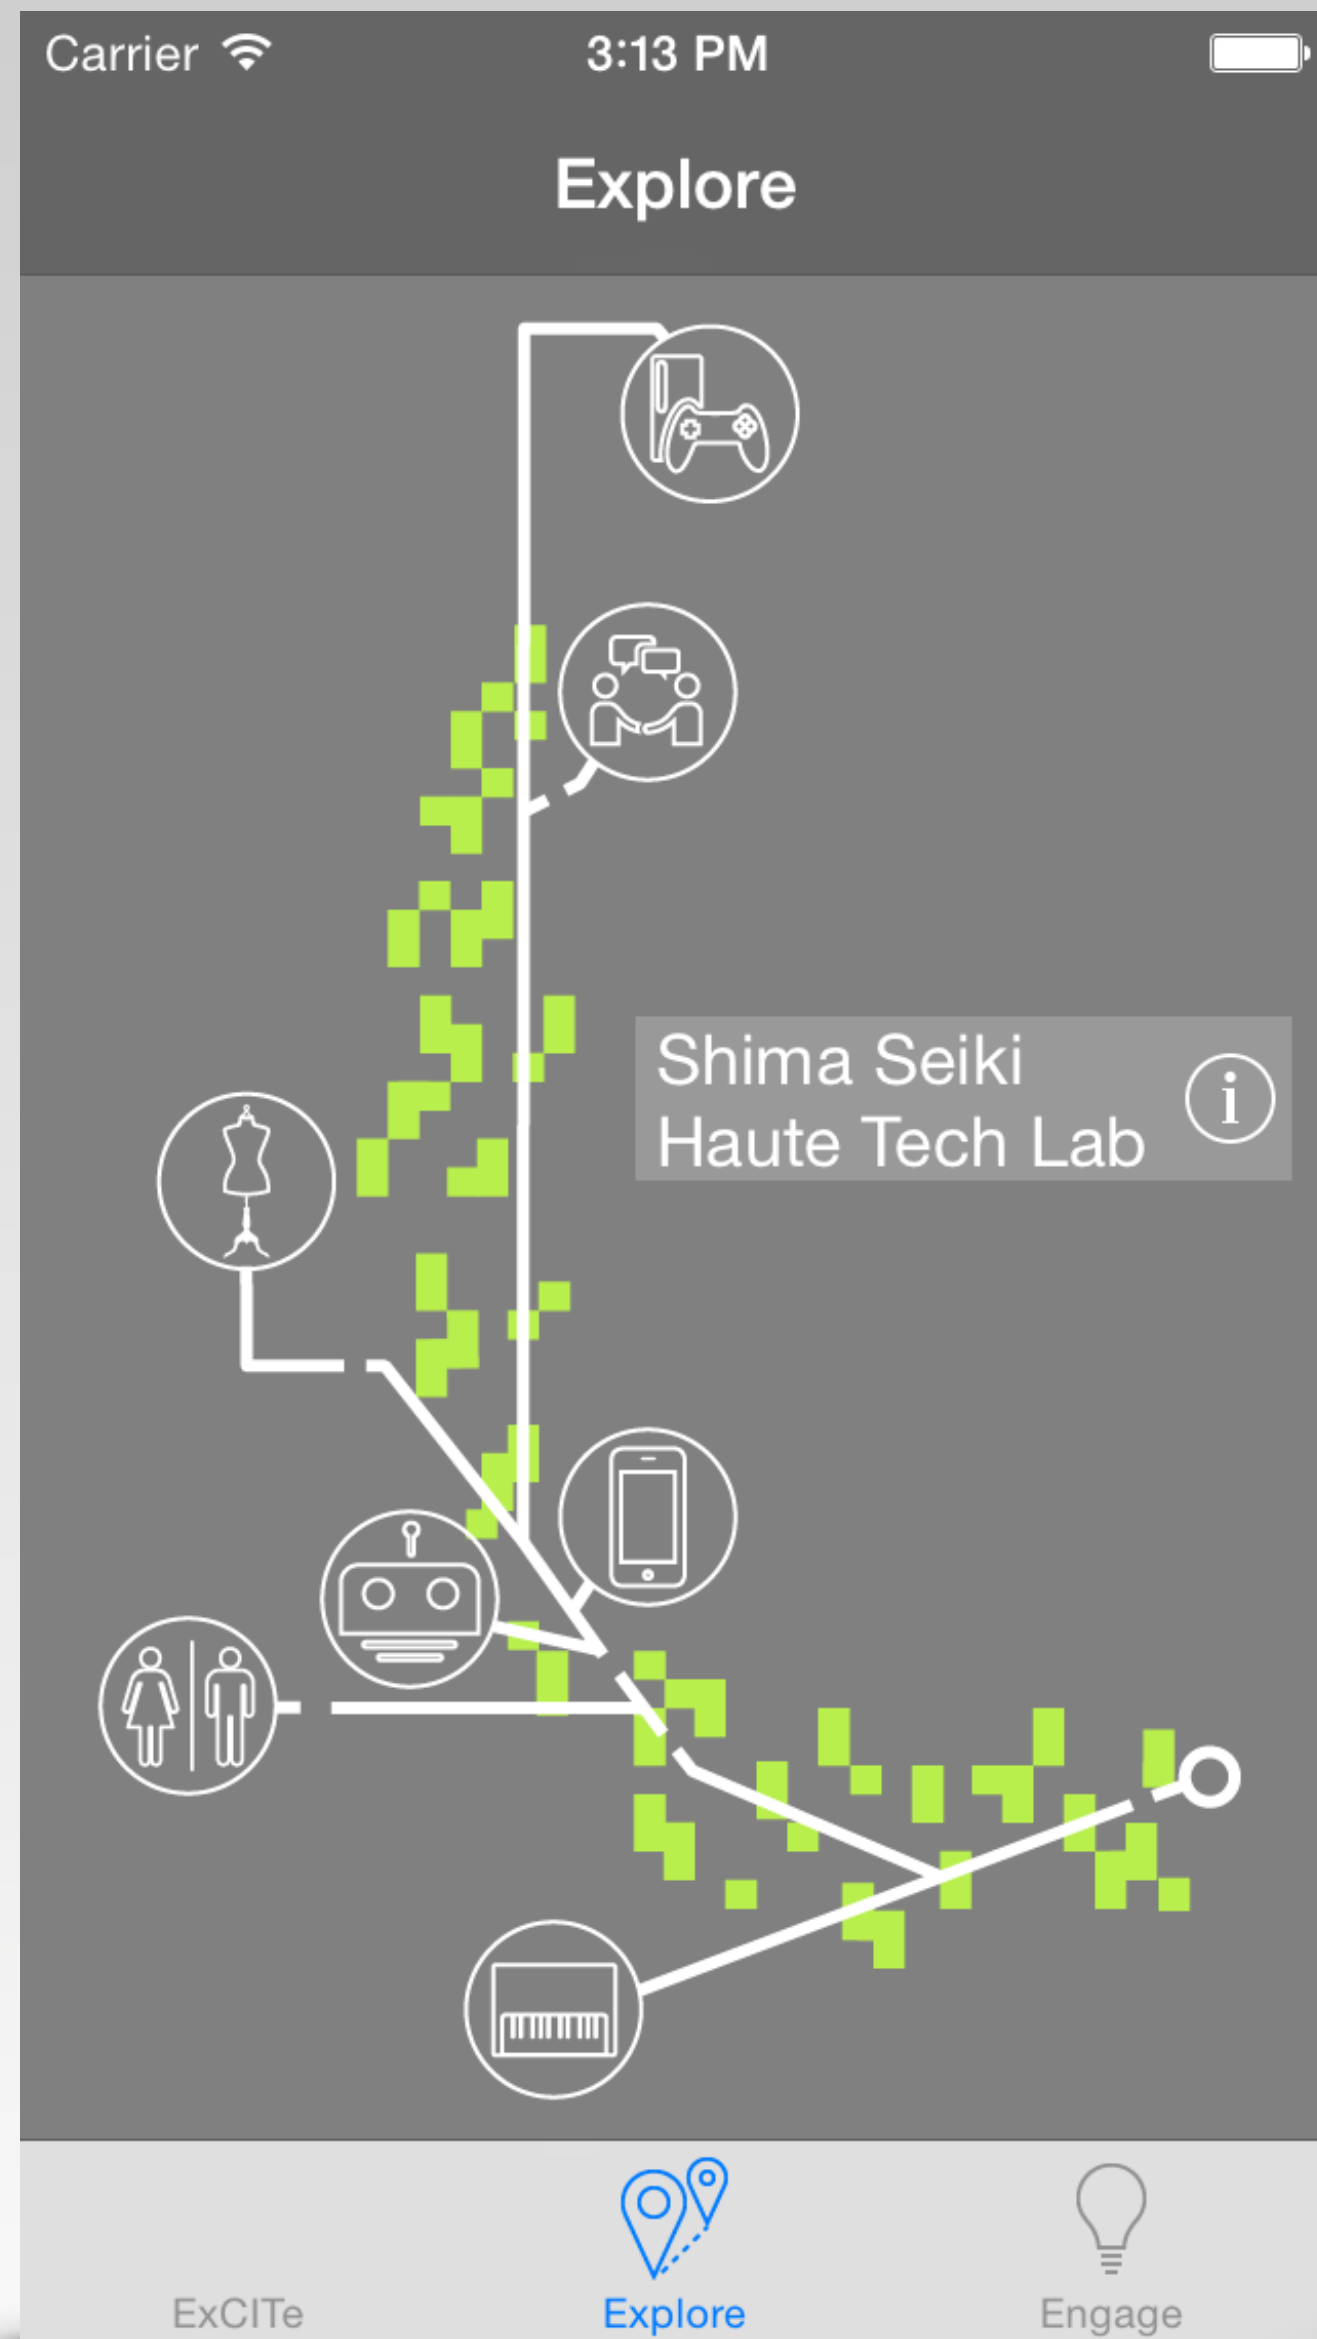 Carrier
3:13 PM
Explore
Shima Seiki
Haute Tech Lab
i
ExCITe
Explore
Engage